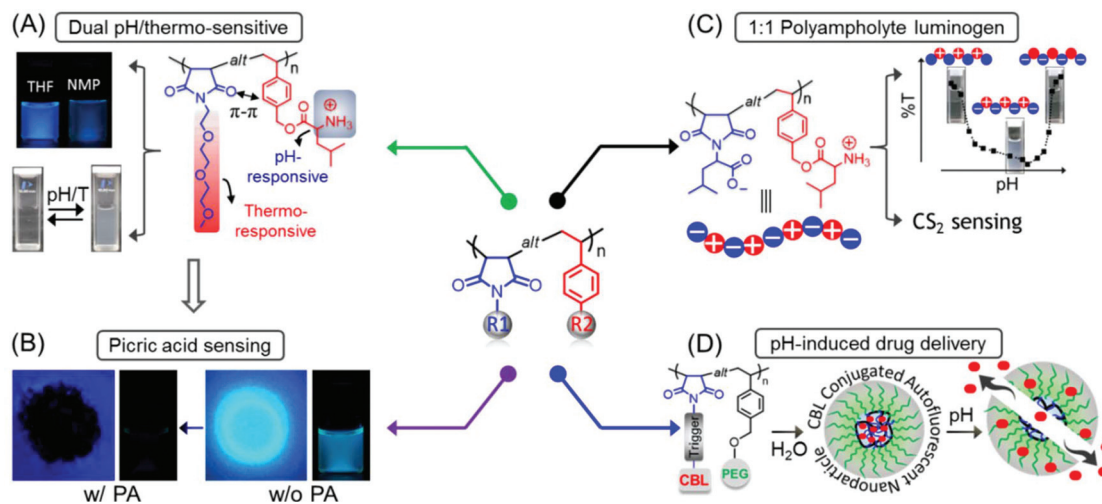 (A) Dual pH/thermo-sensitive
THF NMP
alt
n
O N O
π-π
O O
NH3
⊕
pH-
responsive
O
O
O
Thermo-
responsive
pH/T
(B) Picric acid sensing
w/ PA w/o PA
alt
n
O N O
R1 R2
(C) 1:1 Polyampholyte luminogen
alt
n
O N O
O
O⊖
O O
NH3
⊕
%T
pH
CS2 sensing
(D) pH-induced drug delivery
alt
n
O N O
Trigger
CBL
O
PEG
H2O
CBL Conjugated Autofluorescent Nanoparticle
pH